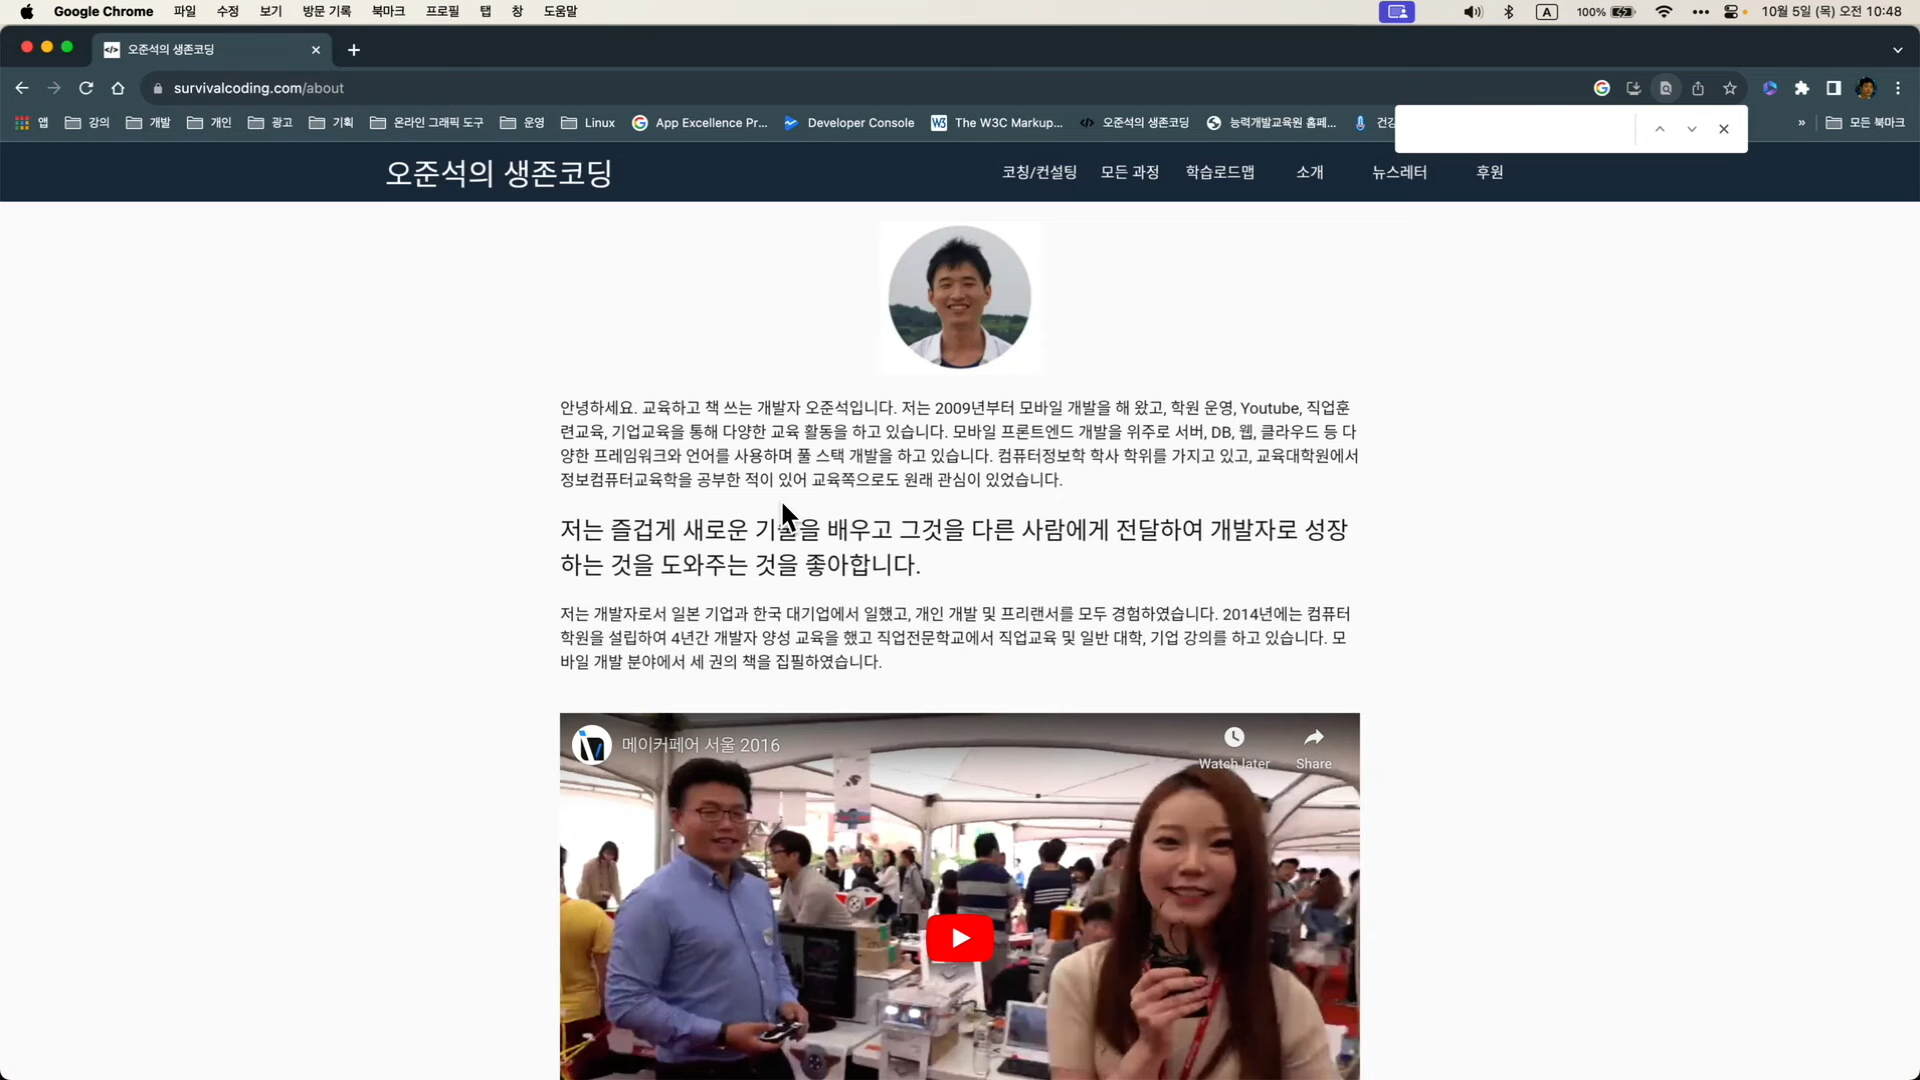 Google Chrome 파일 수정 보기 방문 기록 북마크 프로필 탭 창 도움말 A 100% 10월 5일 (목) 오전 10:48
오준석의 생존코딩
survivalcoding.com/about
앱 강의 개발 개인 광고 기획 온라인 그래픽 도구 운영 Linux App Excellence Pr... Developer Console The W3C Markup... 오준석의 생존코딩 능력개발교육원 홈페... 건강 » 모든 북마크
오준석의 생존코딩 코칭/컨설팅 모든 과정 학습로드맵 소개 뉴스레터 후원
안녕하세요. 교육하고 책 쓰는 개발자 오준석입니다. 저는 2009년부터 모바일 개발을 해 왔고, 학원 운영, Youtube, 직업훈
련교육, 기업교육을 통해 다양한 교육 활동을 하고 있습니다. 모바일 프론트엔드 개발을 위주로 서버, DB, 웹, 클라우드 등 다
양한 프레임워크와 언어를 사용하며 풀 스택 개발을 하고 있습니다. 컴퓨터정보학 학사 학위를 가지고 있고, 교육대학원에서
정보컴퓨터교육학을 공부한 적이 있어 교육쪽으로도 원래 관심이 있었습니다.
저는 즐겁게 새로운 기술을 배우고 그것을 다른 사람에게 전달하여 개발자로 성장
하는 것을 도와주는 것을 좋아합니다.
저는 개발자로서 일본 기업과 한국 대기업에서 일했고, 개인 개발 및 프리랜서를 모두 경험하였습니다. 2014년에는 컴퓨터
학원을 설립하여 4년간 개발자 양성 교육을 했고 직업전문학교에서 직업교육 및 일반 대학, 기업 강의를 하고 있습니다. 모
바일 개발 분야에서 세 권의 책을 집필하였습니다.
메이커페어 서울 2016
Watch later Share